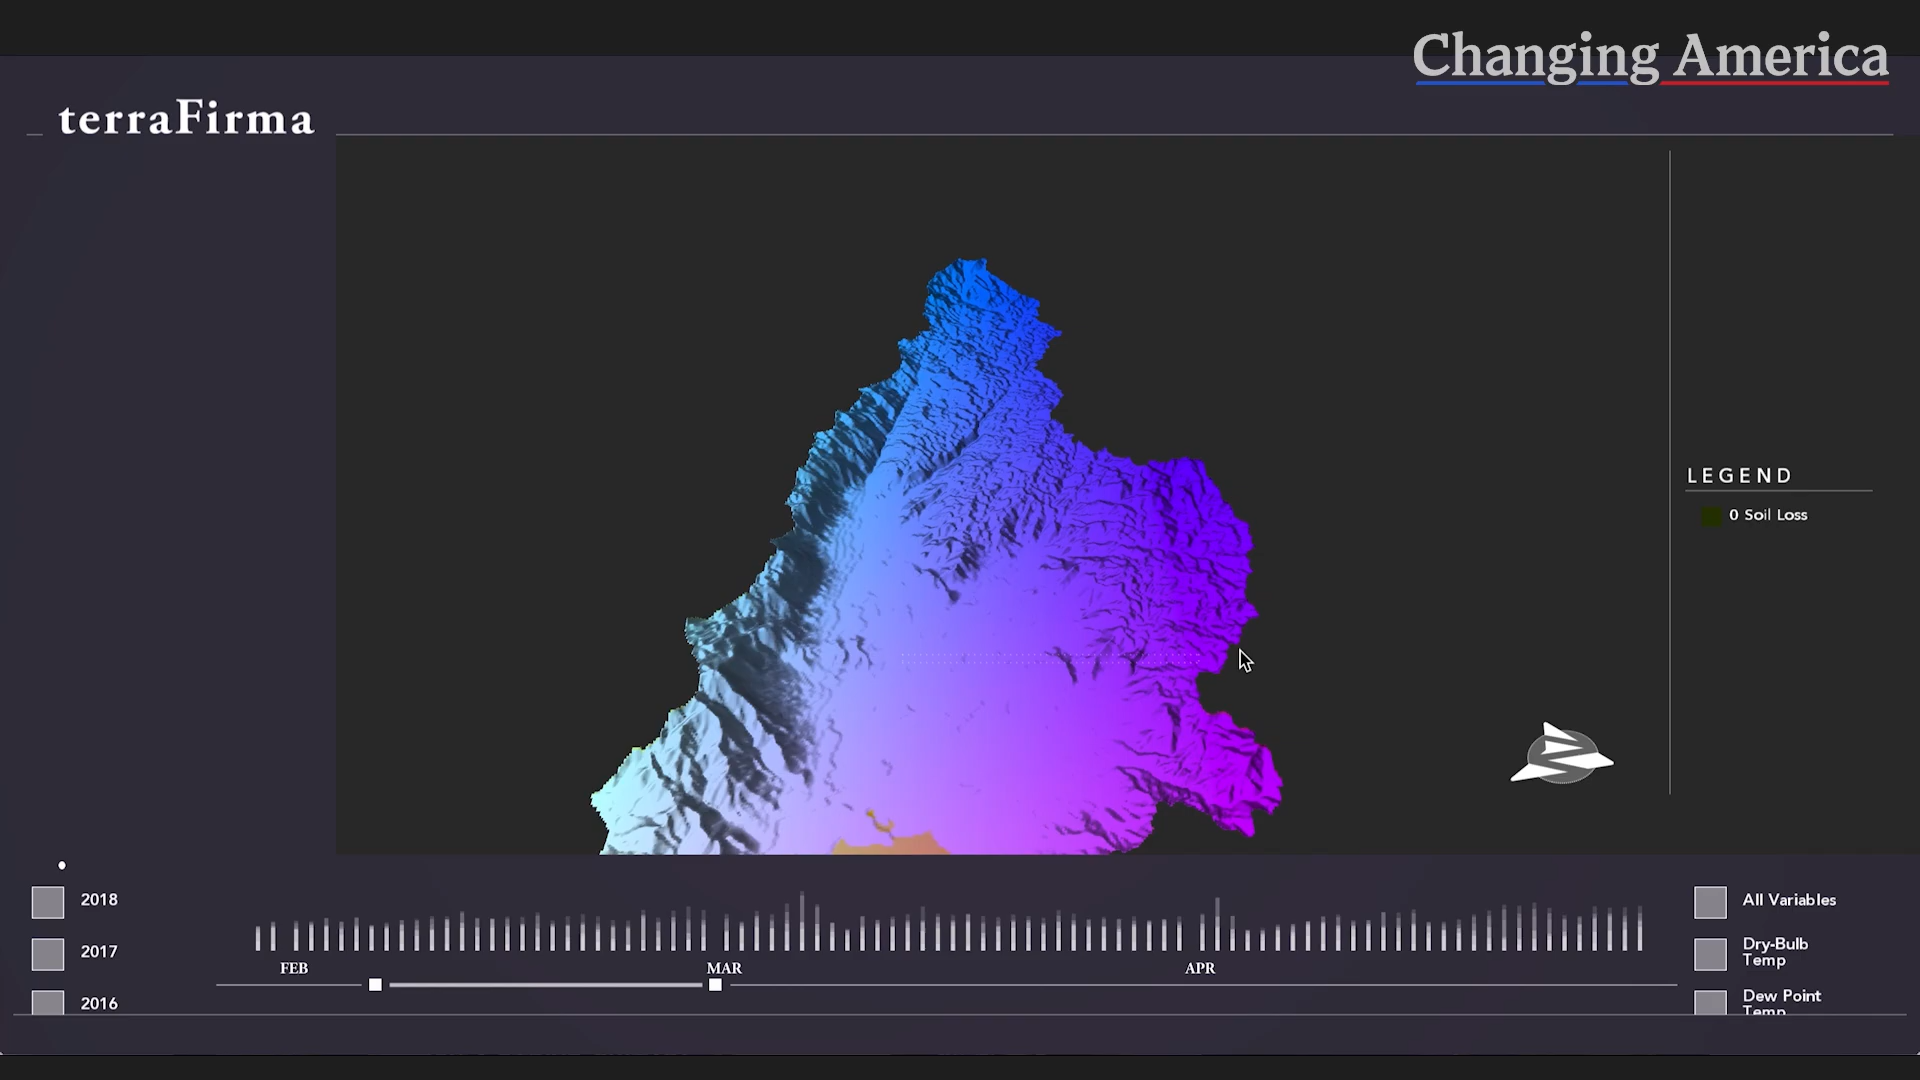 Changing America
terraFirma
LEGEND
0 Soil Loss
2018
2017
2016
FEB
MAR
APR
All Variables
Dry-Bulb
Temp
Dew Point
Temp